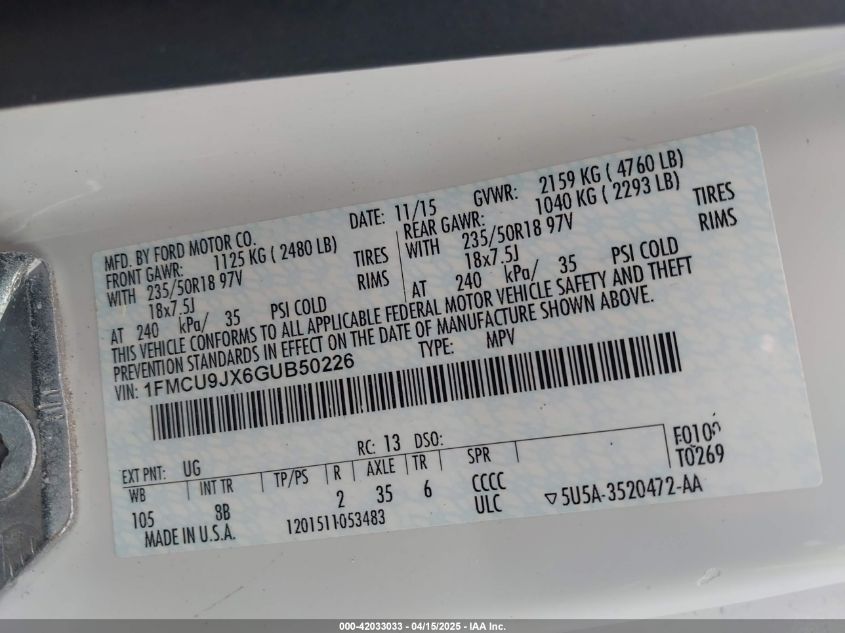 MFD. BY FORD MOTOR CO.
DATE: 11/15 GVWR: 2159 KG ( 4760 LB)
FRONT GAWR: 1125 KG ( 2480 LB)
WITH 235/50R18 97V TIRES
18x7.5J RIMS
AT 240 kPa/ 35 PSI COLD
REAR GAWR: 1040 KG ( 2293 LB)
WITH 235/50R18 97V TIRES
18x7.5J RIMS
AT 240 kPa/ 35 PSI COLD
THIS VEHICLE CONFORMS TO ALL APPLICABLE FEDERAL MOTOR VEHICLE SAFETY AND THEFT
PREVENTION STANDARDS IN EFFECT ON THE DATE OF MANUFACTURE SHOWN ABOVE.
VIN: 1FMCU9JX6GUB50226 TYPE: MPV
EXT PNT: UG RC: 13 DSO:
WB INT TR TP/PS R AXLE TR SPR
105 8B 2 35 6 CCCC
ULC
T0269
MADE IN U.S.A. 1201511053483 5U5A-3520472-AA
000-42033033 - 04/15/2025 - IAA Inc.